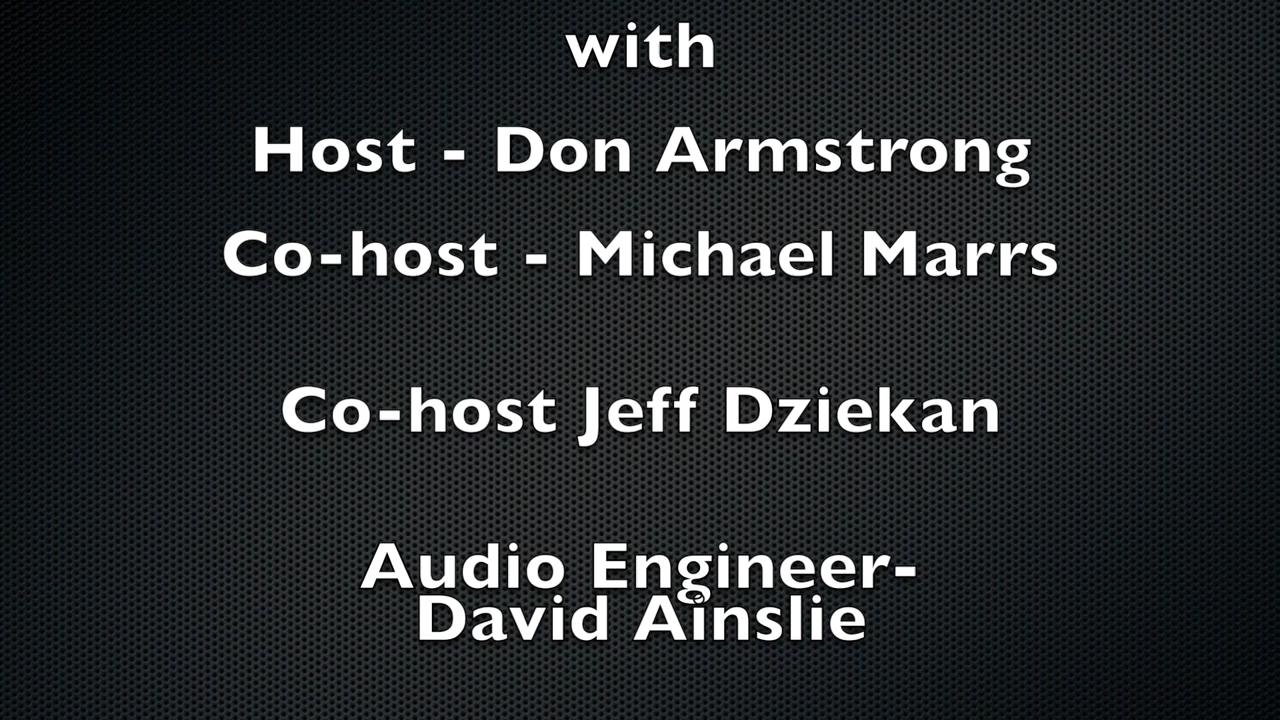 with
Host - Don Armstrong
Co-host - Michael Marrs
Co-host Jeff Dziekan
Audio Engineer-
David Ainslie